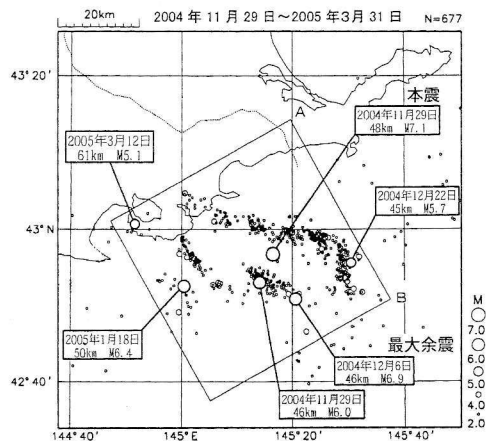 20km 2004年11月29日～2005年3月31日 N=677
43°20'
本震
A
2004年11月29日
48km M7.1
2005年3月12日
61km M5.1
2004年12月22日
45km M5.7
43°N
B
2005年1月18日
50km M6.4
最大余震
2004年12月6日
46km M6.9
2004年11月29日
46km M6.0
42°40'
M
7.0
6.0
5.0
4.0
2.0
144°40' 145°E 145°20' 145°40'